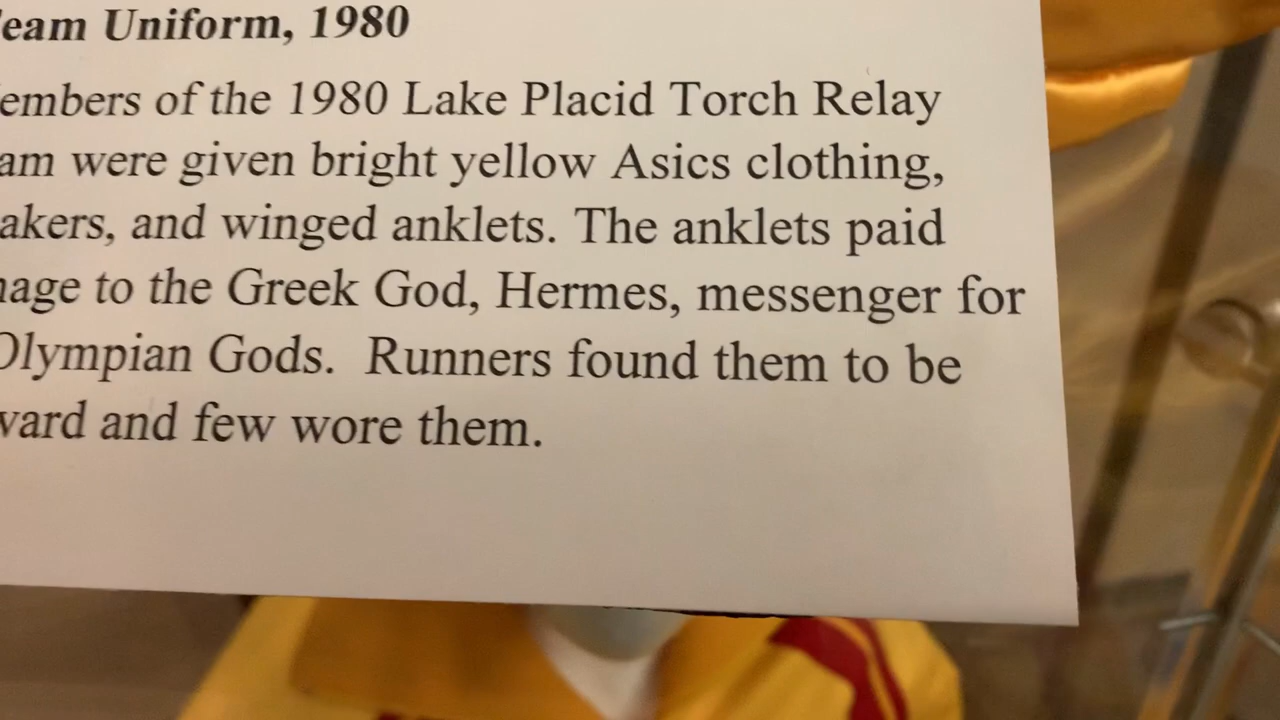 eam Uniform, 1980
embers of the 1980 Lake Placid Torch Relay
am were given bright yellow Asics clothing,
akers, and winged anklets. The anklets paid
nage to the Greek God, Hermes, messenger for
Olympian Gods. Runners found them to be
ward and few wore them.